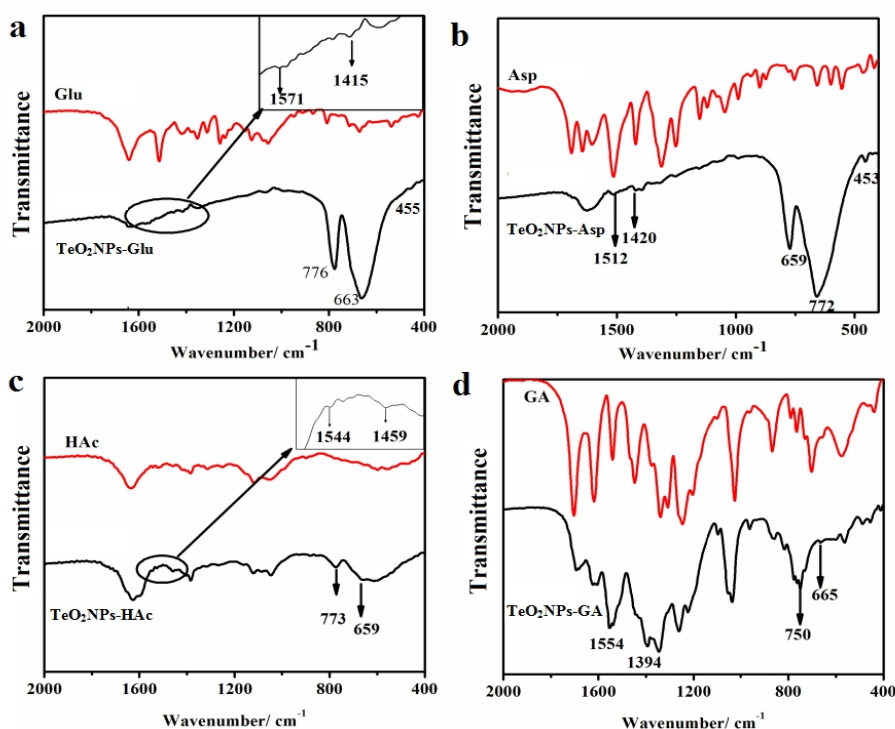 a
Transmittance
Glu
TeO₂NPs-Glu
1571
1415
776
663
455
2000 1600 1200 800 400
Wavenumber/ cm⁻¹
b
Transmittance
Asp
TeO₂NPs-Asp
1512
1420
659
772
453
2000 1500 1000 500
Wavenumber/ cm⁻¹
c
Transmittance
HAc
TeO₂NPs-HAc
1544
1459
773
659
2000 1600 1200 800 400
Wavenumber/ cm⁻¹
d
Transmittance
GA
TeO₂NPs-GA
1554
1394
750
665
2000 1600 1200 800 400
Wavenumber/ cm⁻¹